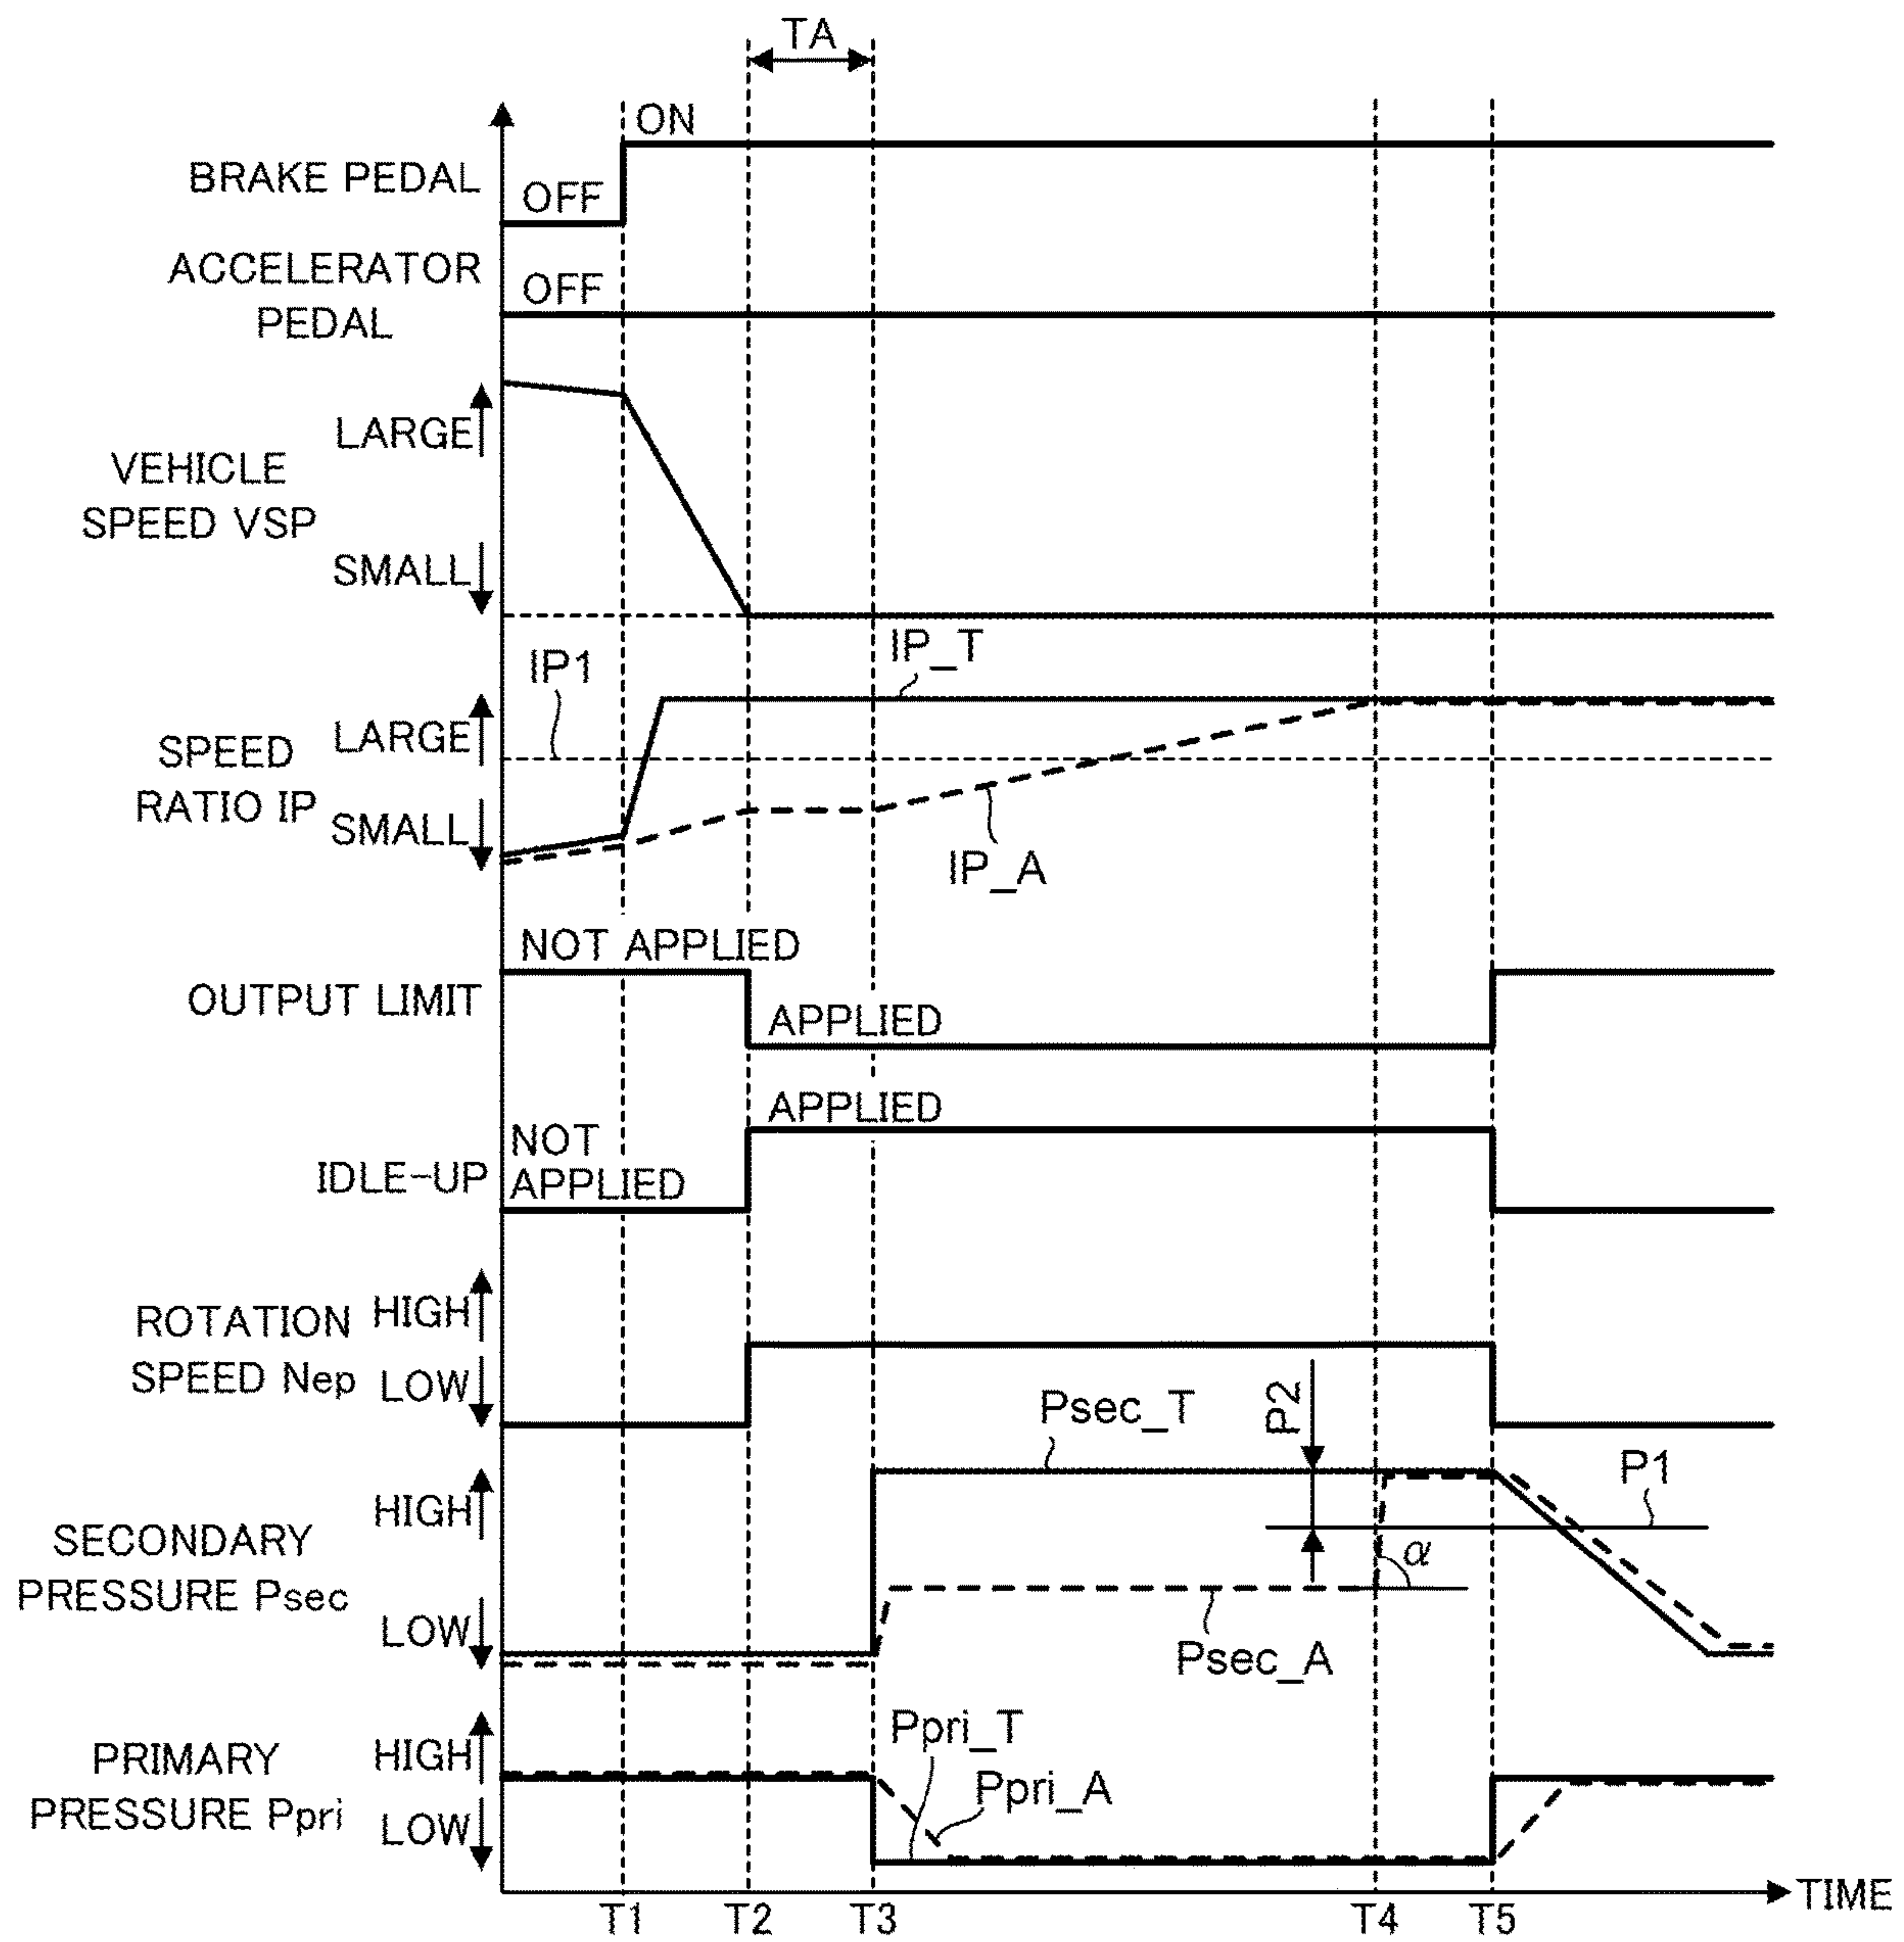 TA
ON
BRAKE PEDAL
OFF
ACCELERATOR
PEDAL
OFF
LARGE
VEHICLE
SPEED VSP
SMALL
IP_T
IP1
LARGE
SPEED
RATIO IP
SMALL
IP_A
NOT APPLIED
OUTPUT LIMIT
APPLIED
APPLIED
NOT
APPLIED
IDLE-UP
ROTATION
SPEED Nep
HIGH
LOW
Psec_T
P2
P1
HIGH
SECONDARY
PRESSURE Psec
α
LOW
Psec_A
Ppri_T
HIGH
PRIMARY
PRESSURE Ppri
Ppri_A
LOW
TIME
T1 T2 T3 T4 T5